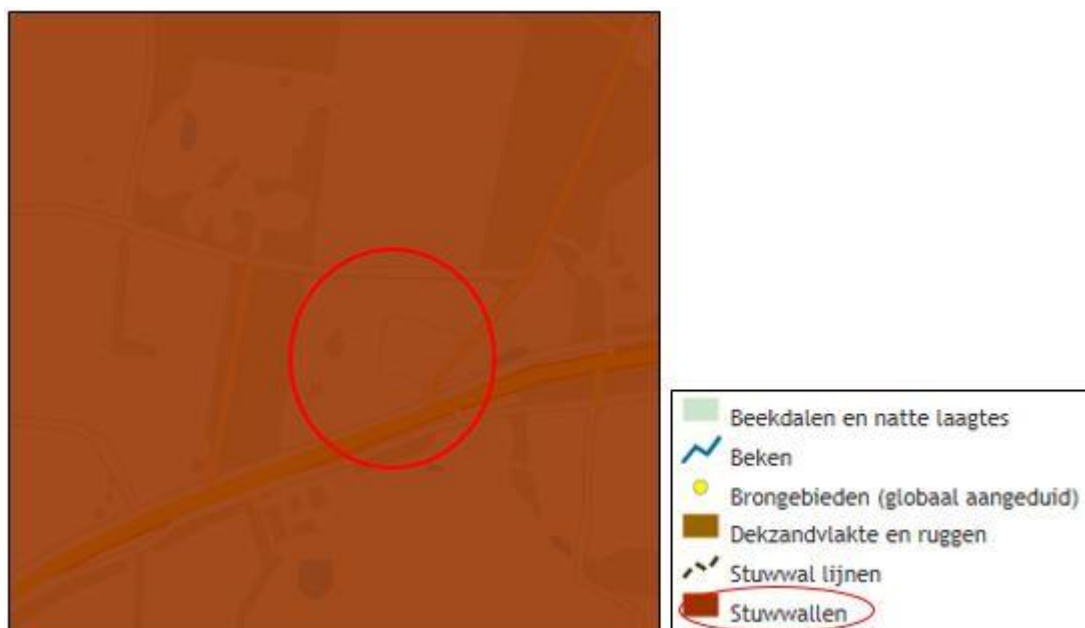 Beekdalen en natte laagtes
Beken
Brongebieden (globaal aangeduid)
Dekzandvlakte en ruggen
Stuwwal lijnen
Stuwwallen